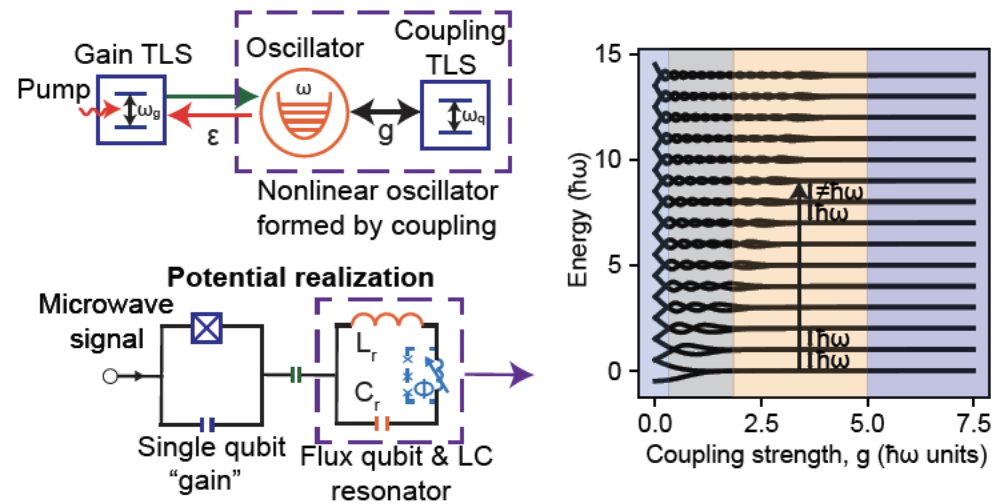 Gain TLS
Pump
ω_g
ε
Oscillator
ω
g
Coupling
TLS
ω_q
Nonlinear oscillator
formed by coupling
Potential realization
Microwave
signal
Single qubit
“gain”
L_r
C_r
Φ
Flux qubit & LC
resonator
Energy (ħω)
15
10
5
0
≠ħω
ħω
ħω
ħω
0.0 2.5 5.0 7.5
Coupling strength, g (ħω units)